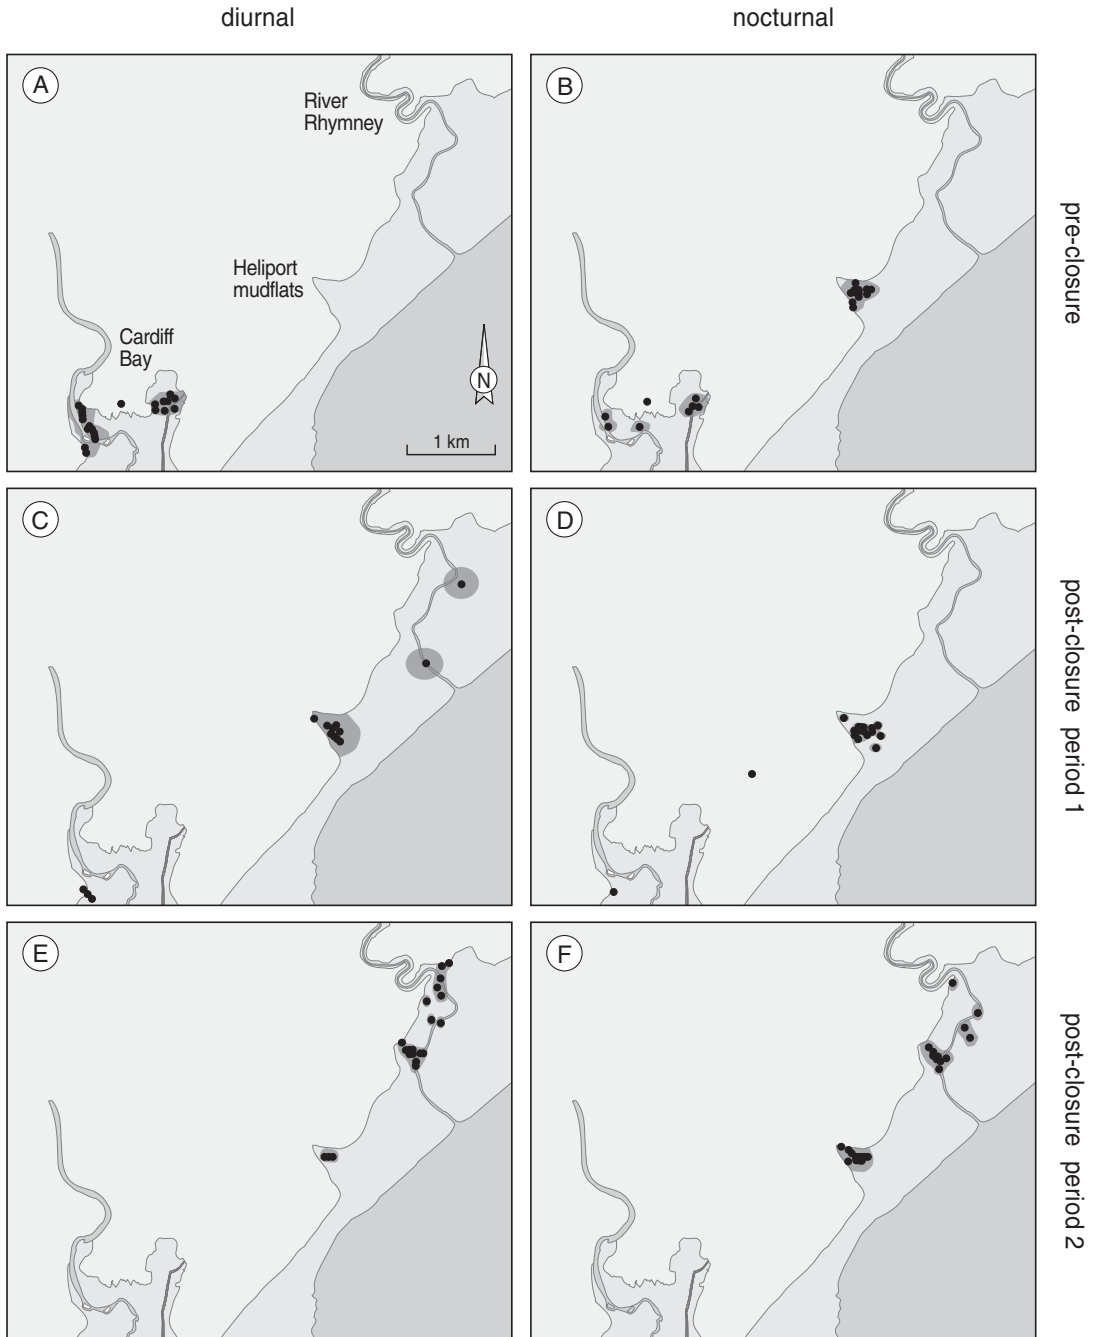 diurnal
nocturnal
A
River
Rhymney
Heliport
mudflats
Cardiff
Bay
N
1 km
B
pre-closure
C
D
post-closure period 1
E
F
post-closure period 2